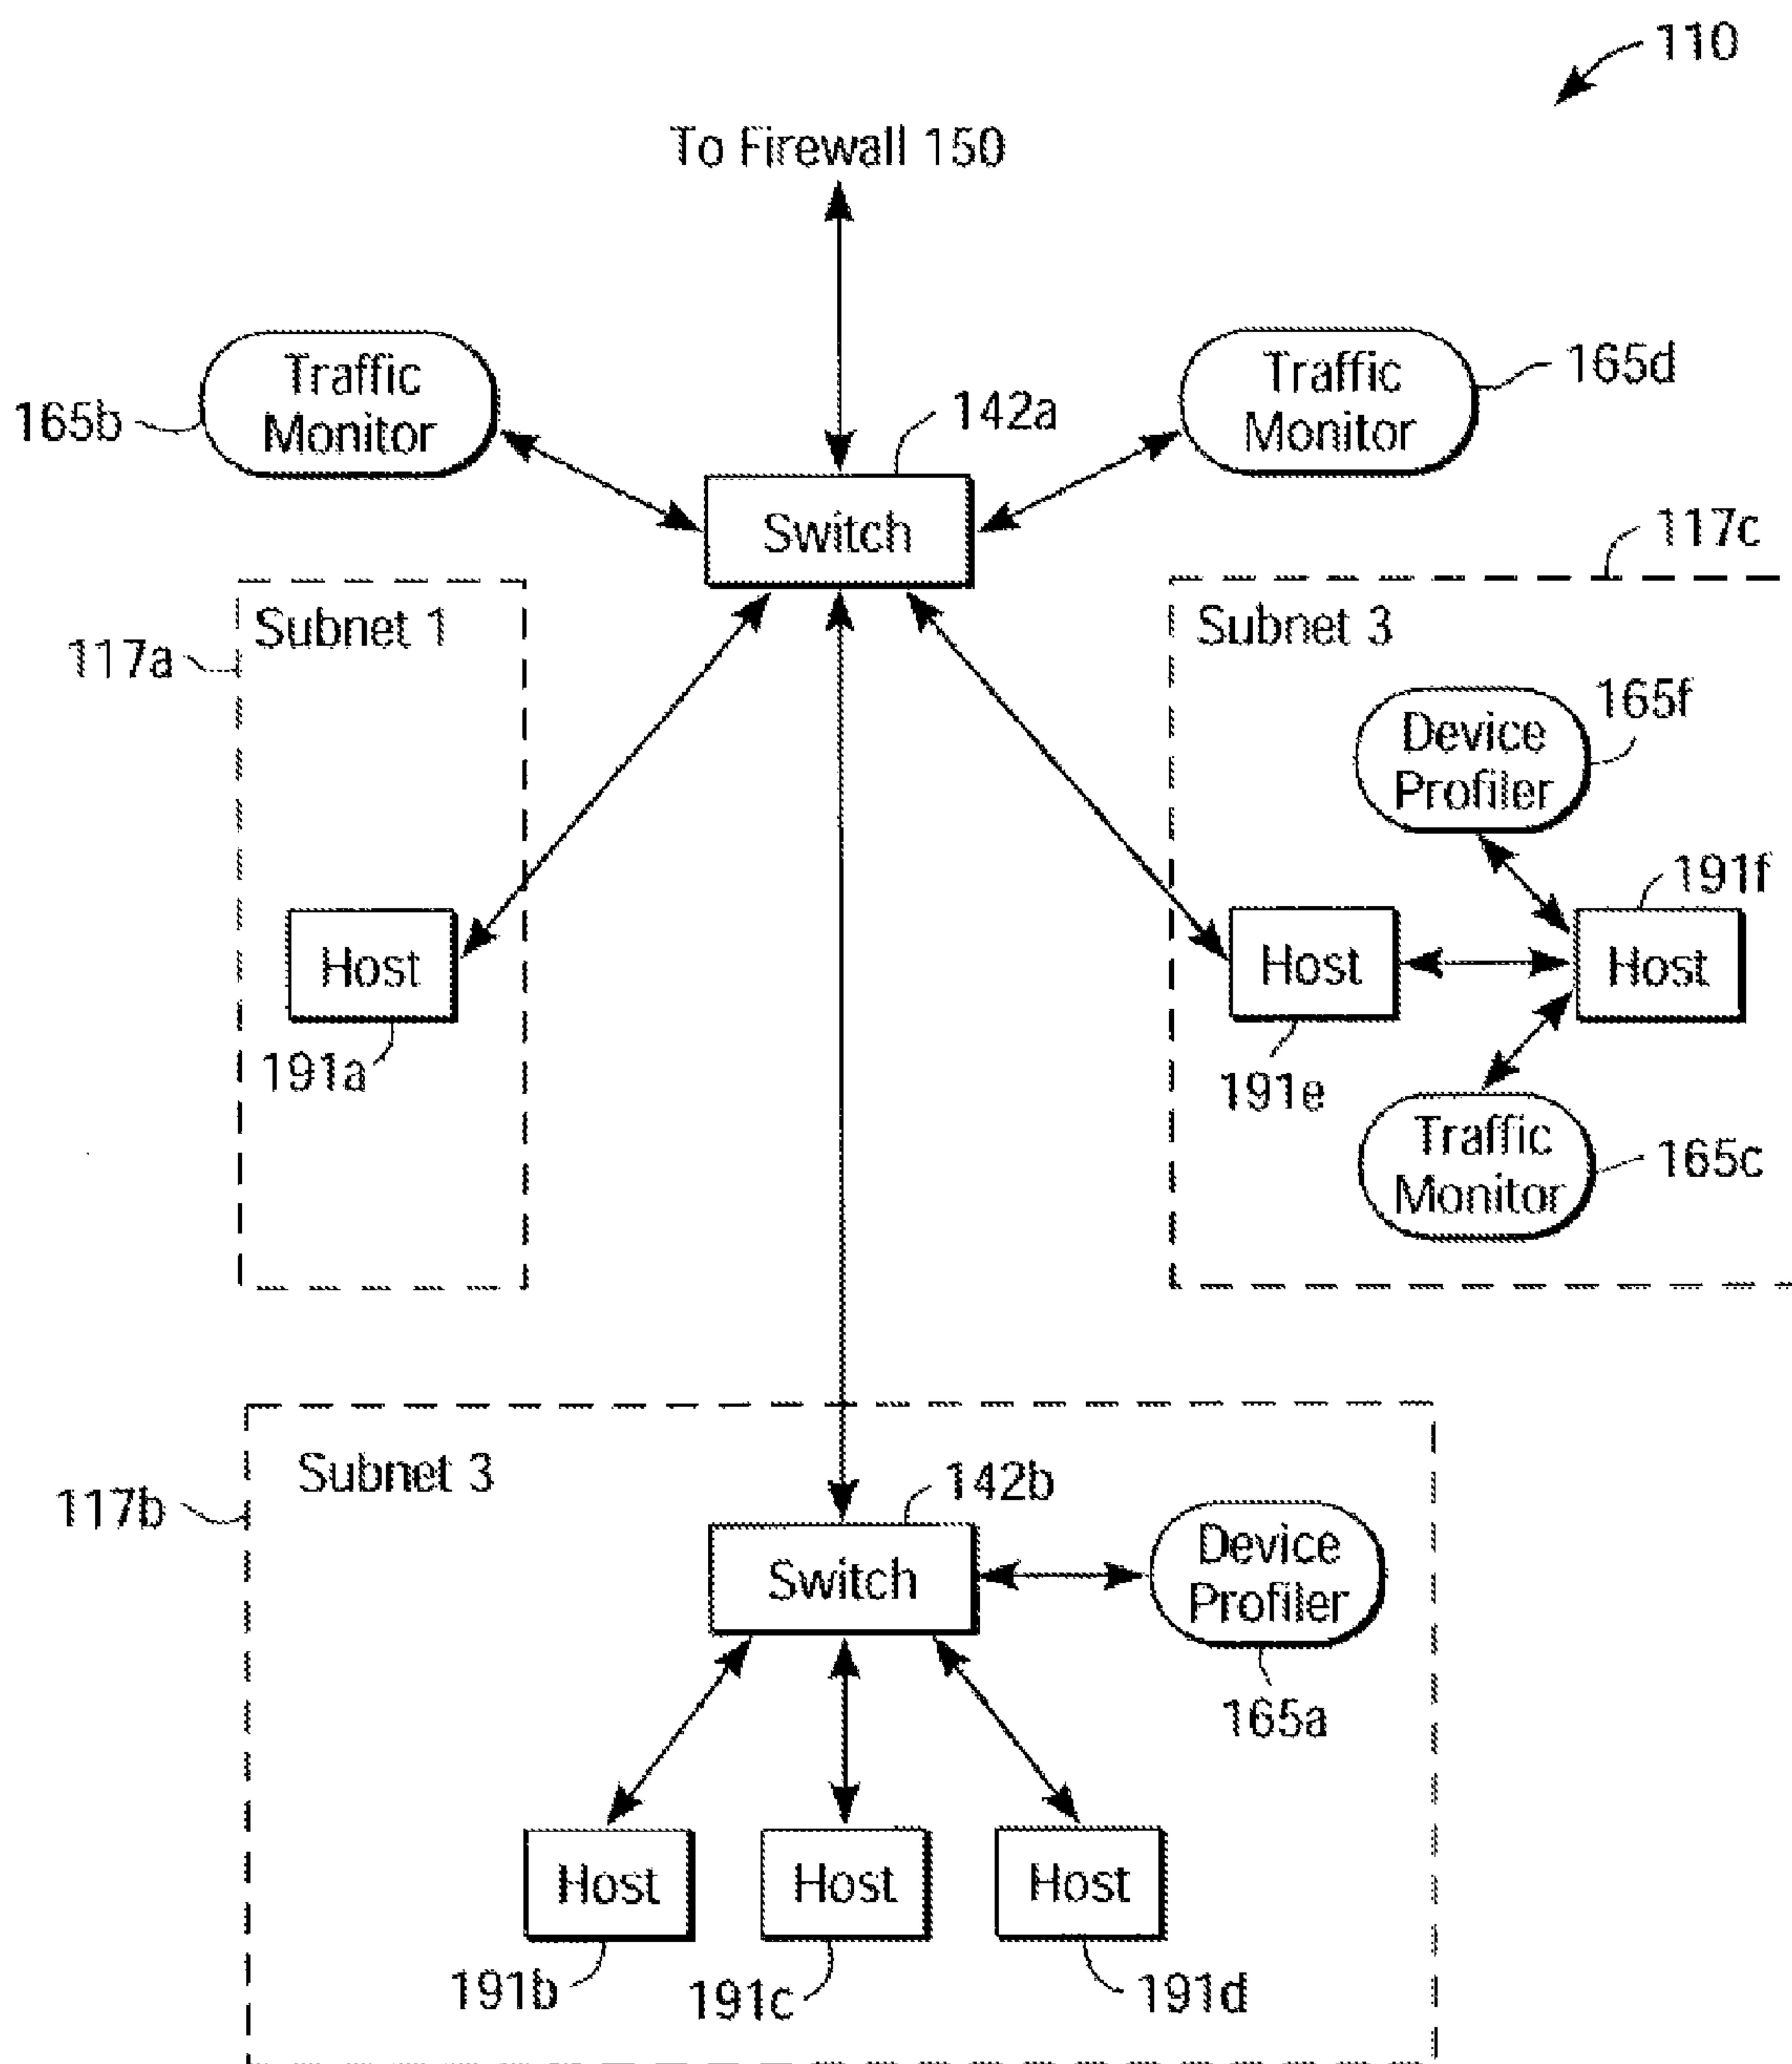 110
To Firewall 150
Traffic
Monitor
165b
Traffic
Monitor
165d
142a
Switch
117c
Subnet 1
117a
Subnet 3
165f
Device
Profiler
191f
Host
191a
Host
191e
Host
Traffic
Monitor
165c
Subnet 3
117b
142b
Switch
Device
Profiler
165a
Host
Host
Host
191b
191c
191d